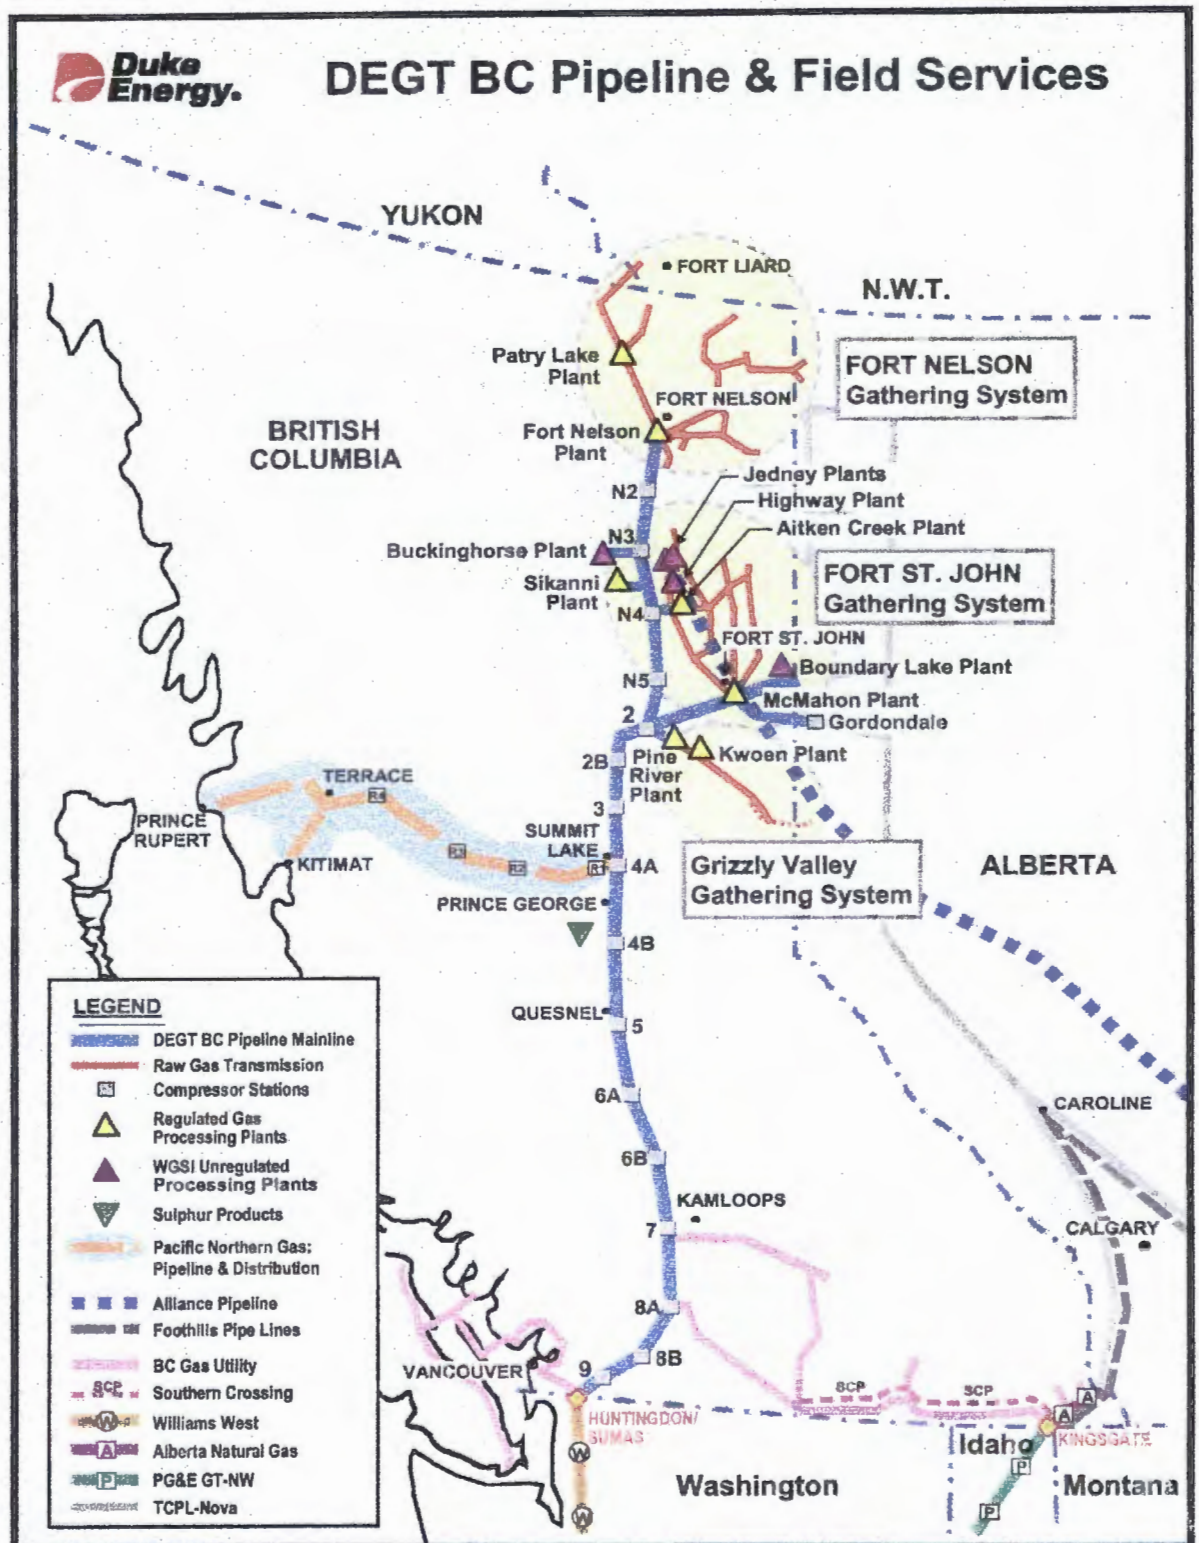 Duke
Energy.
DEGT BC Pipeline & Field Services
YUKON
FORT LIARD
N.W.T.
Patry Lake
Plant
FORT NELSON
Gathering System
FORT NELSON
BRITISH
COLUMBIA
Fort Nelson
Plant
Jedney Plants
N2
Highway Plant
Aitken Creek Plant
N3
Buckinghorse Plant
Sikanni
Plant
FORT ST. JOHN
Gathering System
N4
FORT ST. JOHN
Boundary Lake Plant
N5
McMahon Plant
2
Gordondale
2B
Pine
River
Plant
Kwoen Plant
TERRACE
R4
3
PRINCE
RUPERT
SUMMIT
LAKE
R3
R2
R1
4A
KITIMAT
Grizzly Valley
Gathering System
ALBERTA
PRINCE GEORGE
4B
QUESNEL
5
6A
CAROLINE
6B
KAMLOOPS
7
CALGARY
8A
8B
VANCOUVER
9
SCP
SCP
A
A
HUNTINGDON/
SUMAS
KINGSGATE
Idaho
W
P
Washington
Montana
P
W
LEGEND
DEGT BC Pipeline Mainline
Raw Gas Transmission
Compressor Stations
Regulated Gas
Processing Plants
WGSI Unregulated
Processing Plants
Sulphur Products
Pacific Northern Gas:
Pipeline & Distribution
Alliance Pipeline
Foothills Pipe Lines
BC Gas Utility
SCP Southern Crossing
W Williams West
A Alberta Natural Gas
P PG&E GT-NW
TCPL-Nova